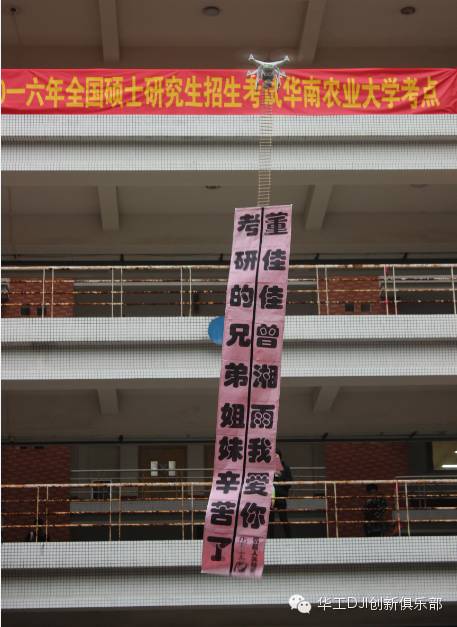 一六年全国硕士研究生招生考试华南农业大学考点
董佳佳曾湘雨我爱你
考研的兄弟姐妹辛苦了
华工DJI创新俱乐部